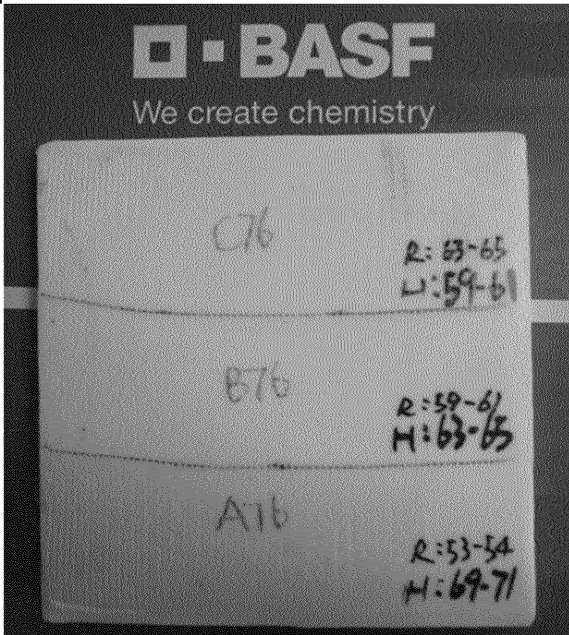 BASF
We create chemistry
C76
R: 63-65
H: 59-61
B76
R: 59-61
H: 63-65
A76
R: 53-54
H: 69-71